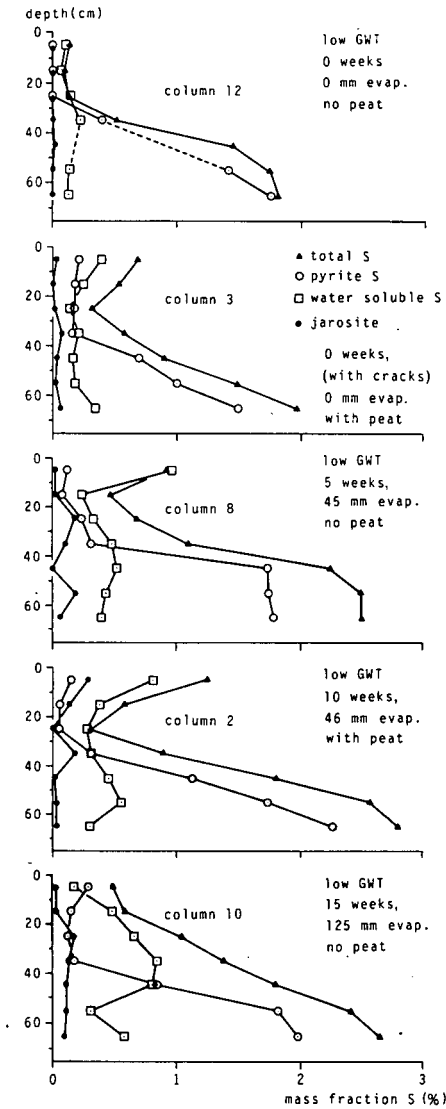 depth(cm)
0
20
40
60
column 12
low GWT
0 weeks
0 mm evap.
no peat
0
20
40
60
column 3
total S
pyrite S
water soluble S
jarosite
0 weeks,
(with cracks)
0 mm evap.
with peat
0
20
40
60
column 8
low GWT
5 weeks,
45 mm evap.
no peat
0
20
40
60
column 2
low GWT
10 weeks,
46 mm evap.
with peat
0
20
40
60
column 10
low GWT
15 weeks,
125 mm evap.
no peat
0 1 2 3
mass fraction S (%)